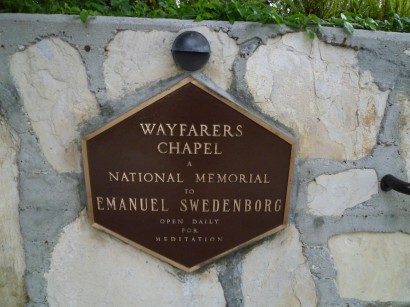 WAYFARERS
CHAPEL
A
NATIONAL MEMORIAL
TO
EMANUEL SWEDENBORG
OPEN DAILY
FOR
MEDITATION